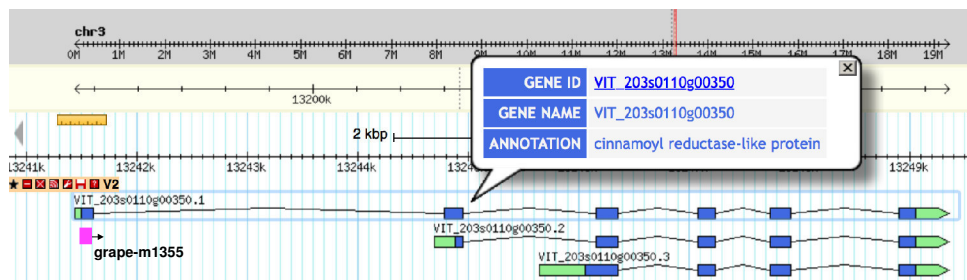 chr3
0M 1M 2M 3M 4M 5M 6M 7M 8M 9M 10M 11M 12M 13M 14M 15M 16M 17M 18M 19M
13200k
GENE ID VIT_203s0110g00350
GENE NAME VIT_203s0110g00350
ANNOTATION cinnamoyl reductase-like protein
2 kbp
13241k 13242k 13243k 13244k 13249k
V2
VIT_203s0110g00350.1
VIT_203s0110g00350.2
grape-m1355
VIT_203s0110g00350.3